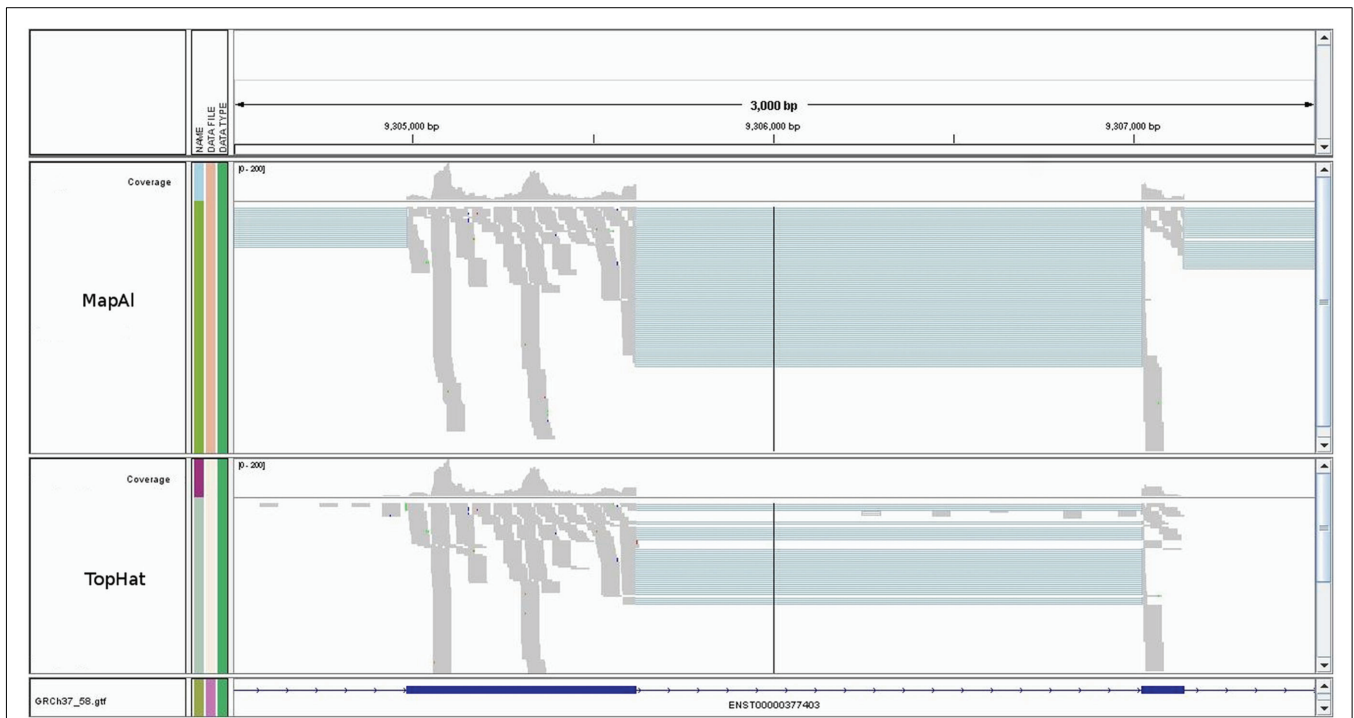 NAME
DATA FILE
DATA TYPE
3,000 bp
9,305,000 bp
9,306,000 bp
9,307,000 bp
Coverage
[0 - 200]
MapAl
Coverage
[0 - 200]
TopHat
GRCh37_58.gtf
ENST00000377403